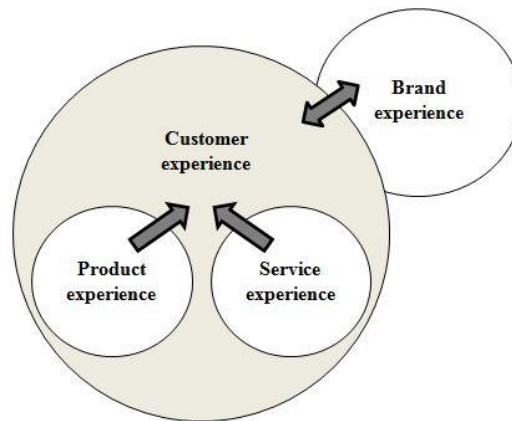 Brand
experience
Customer
experience
Product
experience
Service
experience